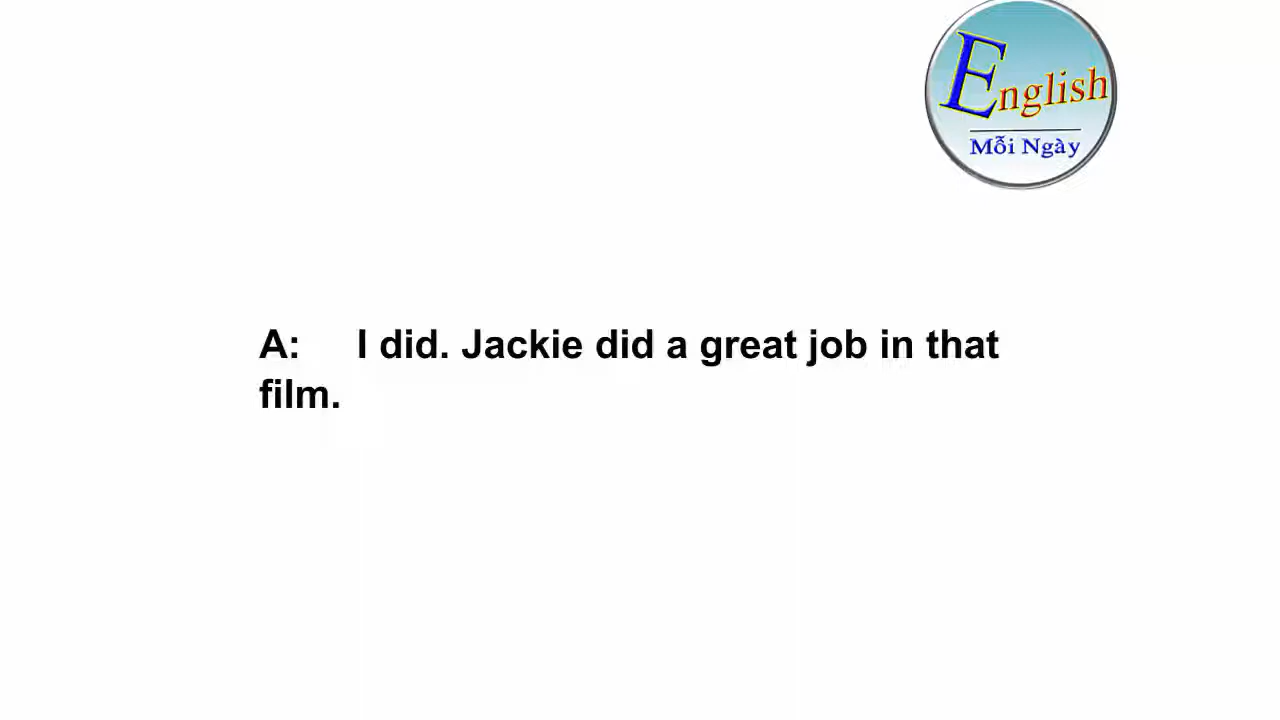 English
Mỗi Ngày
A: I did. Jackie did a great job in that
film.